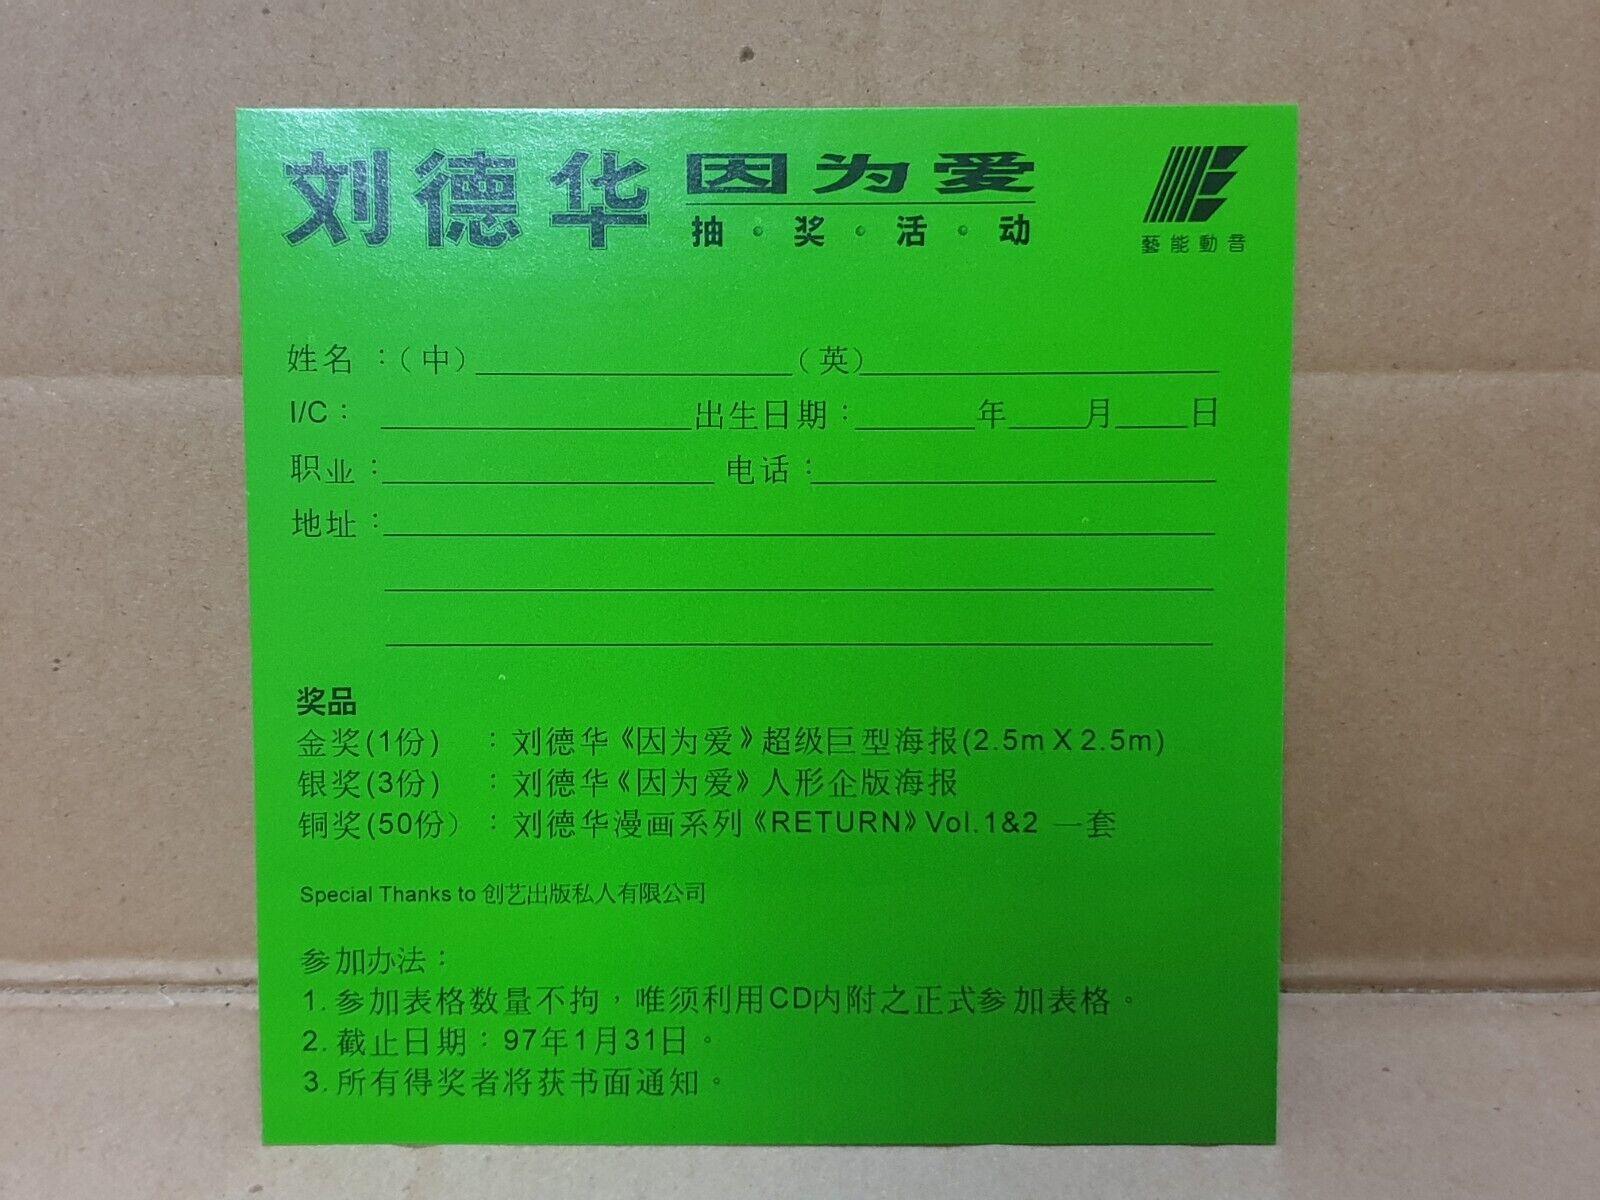 刘德华 因为爱
抽·奖·活·动
藝能動音
姓名：（中） （英）
I/C： 出生日期： 年 月 日
职业： 电话：
地址：
奖品
金奖(1份) ：刘德华《因为爱》超级巨型海报(2.5m X 2.5m)
银奖(3份) ：刘德华《因为爱》人形企版海报
铜奖(50份）：刘德华漫画系列《RETURN》Vol.1&2 一套
Special Thanks to 创艺出版私人有限公司
参加办法：
1. 参加表格数量不拘，唯须利用CD内附之正式参加表格。
2. 截止日期：97年1月31日。
3. 所有得奖者将获书面通知。